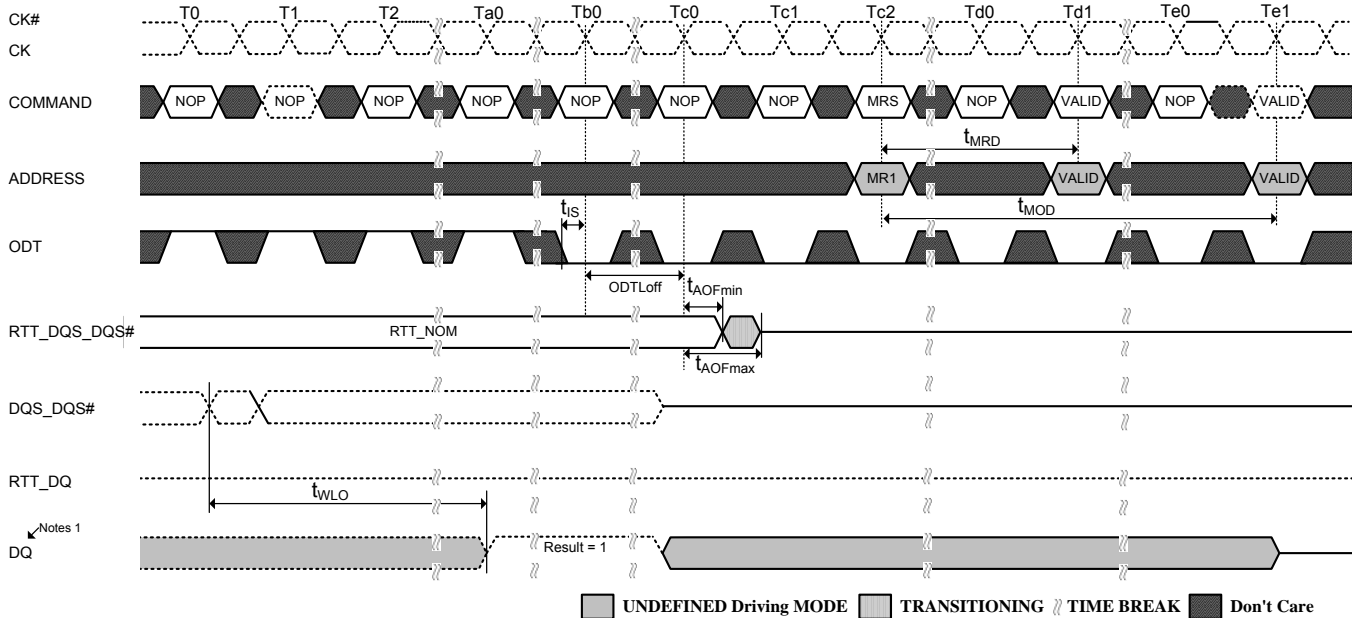 T0 T1 T2 Ta0 Tb0 Tc0 Tc1 Tc2 Td0 Td1 Te0 Te1
CK#
CK
COMMAND NOP NOP NOP NOP NOP NOP NOP MRS NOP VALID NOP VALID
tMRD
ADDRESS MR1 VALID VALID
tIS tMOD
ODT
ODTLoff tAOFmin
RTT_DQS_DQS# RTT_NOM
tAOFmax
DQS_DQS#
RTT_DQ
tWLO
Notes 1
DQ Result = 1
UNDEFINED Driving MODE TRANSITIONING TIME BREAK Don't Care